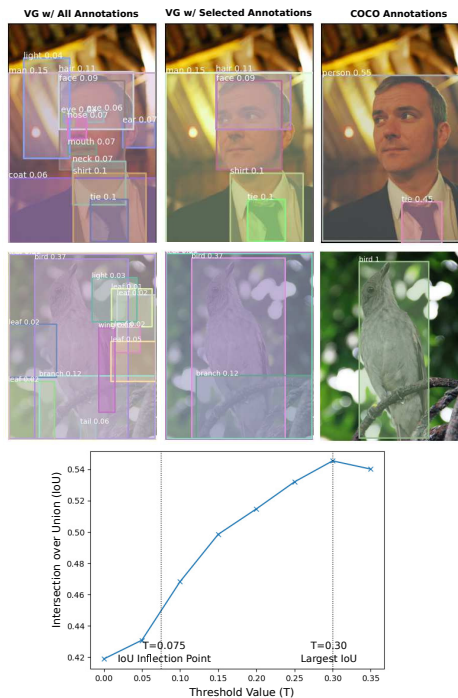 VG w/ All Annotations
VG w/ Selected Annotations
COCO Annotations
light 0.04
man 0.15
hair 0.11
face 0.09
eye 0.06
nose 0.07
ear 0.07
mouth 0.07
neck 0.07
shirt 0.1
coat 0.06
tie 0.1
man 0.15
hair 0.11
face 0.09
shirt 0.1
tie 0.1
person 0.55
tie 0.45
bird 0.37
light 0.03
leaf 0.02
leaf 0.05
branch 0.12
tail 0.06
branch 0.12
bird 1
Intersection over Union (IoU)
0.54
0.52
0.50
0.48
0.46
0.44
0.42
T=0.075
IoU Inflection Point
T=0.30
Largest IoU
0.00 0.05 0.10 0.15 0.20 0.25 0.30 0.35
Threshold Value (T)